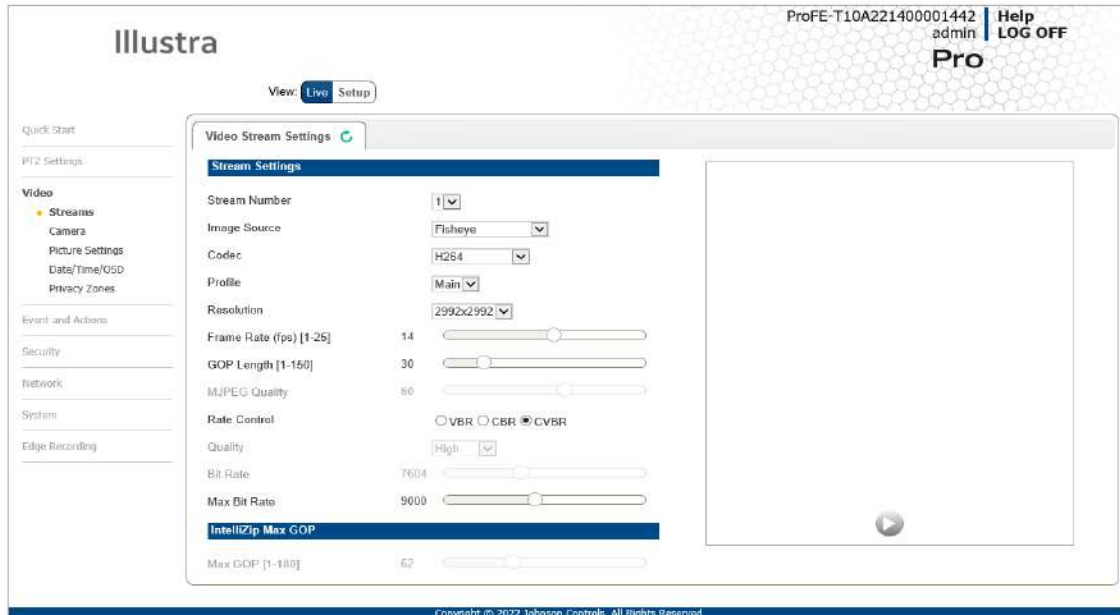 Illustra
ProFE-T10A221400001442 Help
admin LOG OFF
Pro
View: Live Setup
Quick Start
PTZ Settings
Video
Streams
Camera
Picture Settings
Date/Time/OSD
Privacy Zones
Event and Actions
Security
Network
System
Edge Recording
Video Stream Settings
Stream Settings
Stream Number 1
Image Source Fisheye
Codec H264
Profile Main
Resolution 2992x2992
Frame Rate (fps) [1-25] 14
GOP Length [1-150] 30
MJPEG Quality 60
Rate Control VBR CBR CVBR
Quality High
Bit Rate 7604
Max Bit Rate 9600
IntelliZip Max GOP
Max GOP [1-180] 62
Copyright © 2022 Johnson Controls. All Rights Reserved.